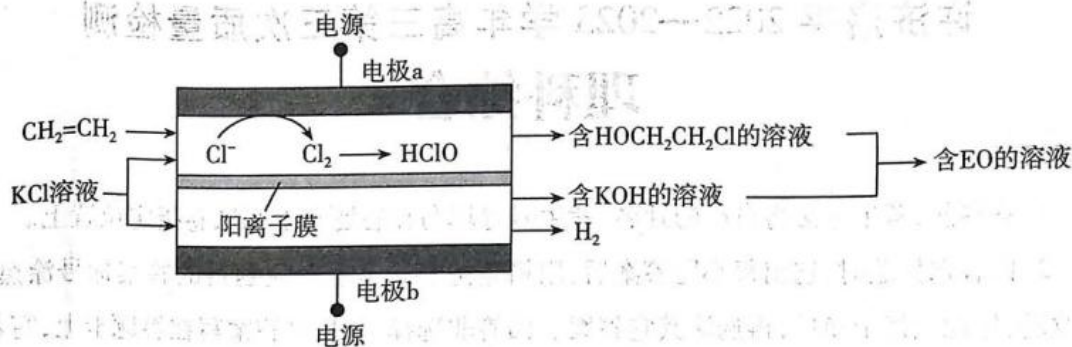 电源
电极a
CH₂=CH₂
Cl⁻ Cl₂ HClO
含HOCH₂CH₂Cl的溶液
含EO的溶液
KCl溶液
阳离子膜
含KOH的溶液
H₂
电极b
电源